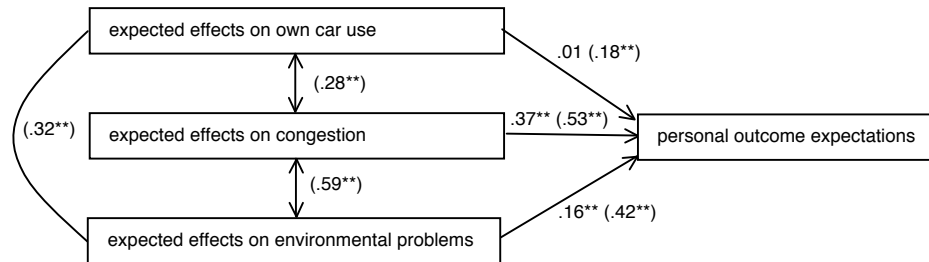 expected effects on own car use
.01 (.18**)
(.28**)
(.32**)
expected effects on congestion
.37** (.53**)
personal outcome expectations
(.59**)
.16** (.42**)
expected effects on environmental problems